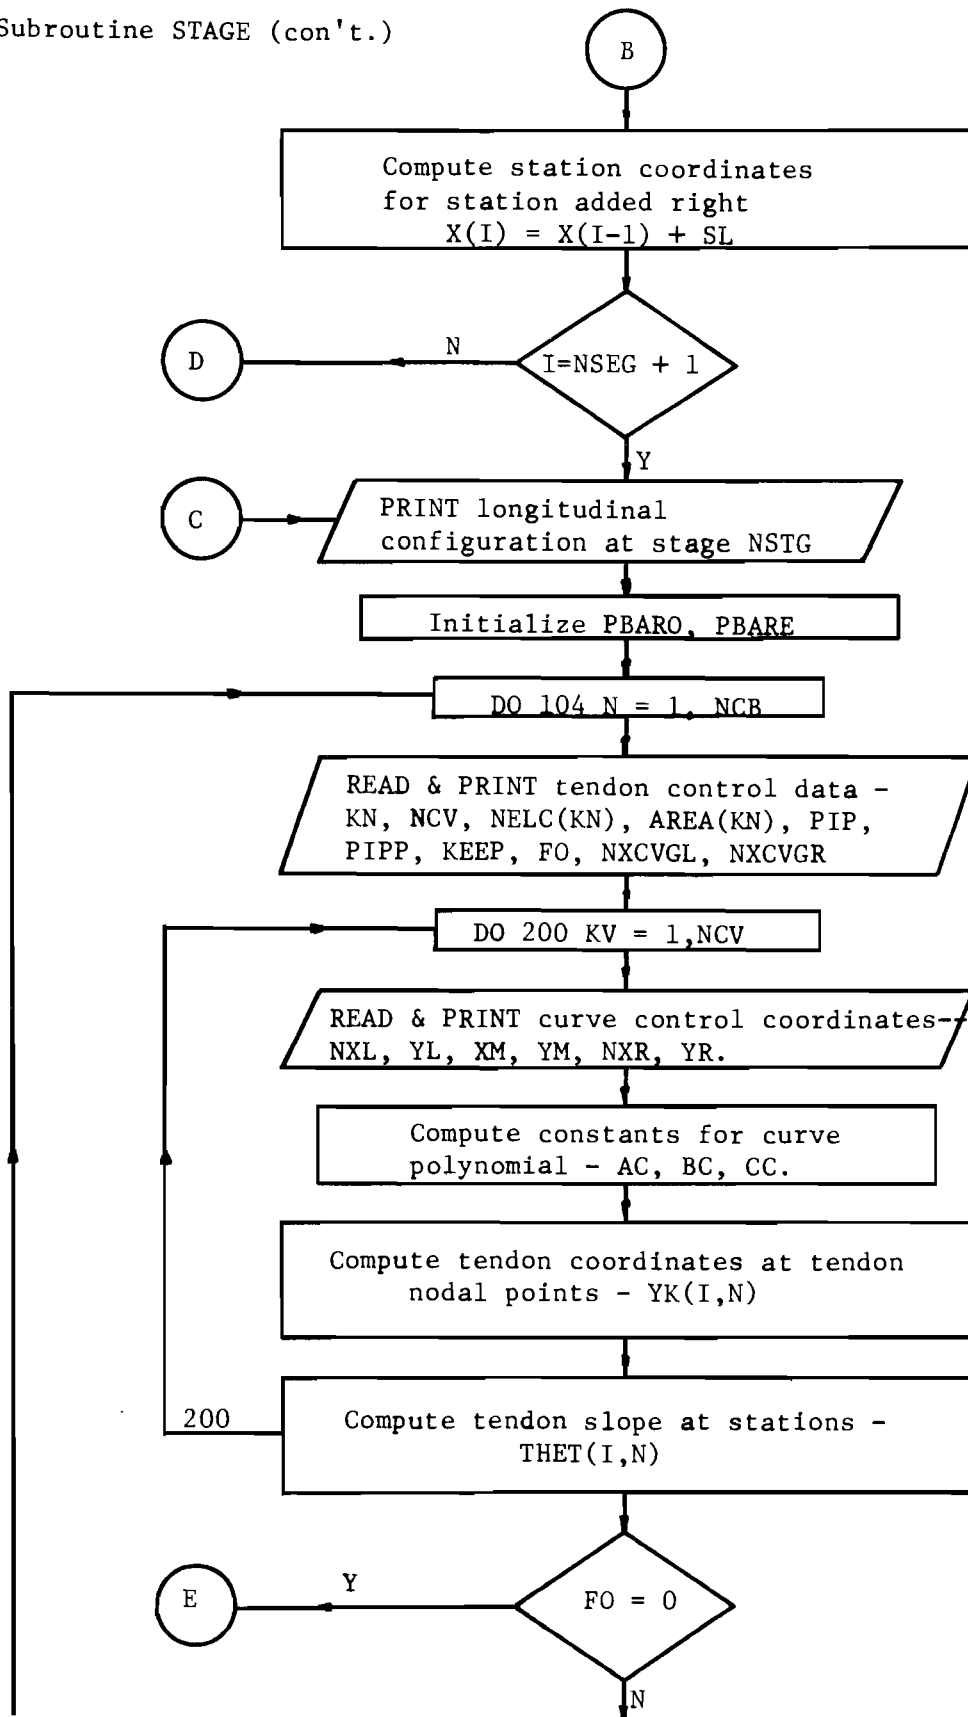 Subroutine STAGE (con't.)
B
Compute station coordinates
for station added right
X(I) = X(I-1) + SL
I=NSEG + 1
N
D
Y
C
PRINT longitudinal
configuration at stage NSTG
Initialize PBARO, PBARE
DO 104 N = 1, NCB
READ & PRINT tendon control data -
KN, NCV, NELC(KN), AREA(KN), PIP,
PIPP, KEEP, FO, NXCVGL, NXCVGR
DO 200 KV = 1,NCV
READ & PRINT curve control coordinates--
NXL, YL, XM, YM, NXR, YR.
Compute constants for curve
polynomial - AC, BC, CC.
Compute tendon coordinates at tendon
nodal points - YK(I,N)
200
Compute tendon slope at stations -
THET(I,N)
E
Y
FO = 0
N